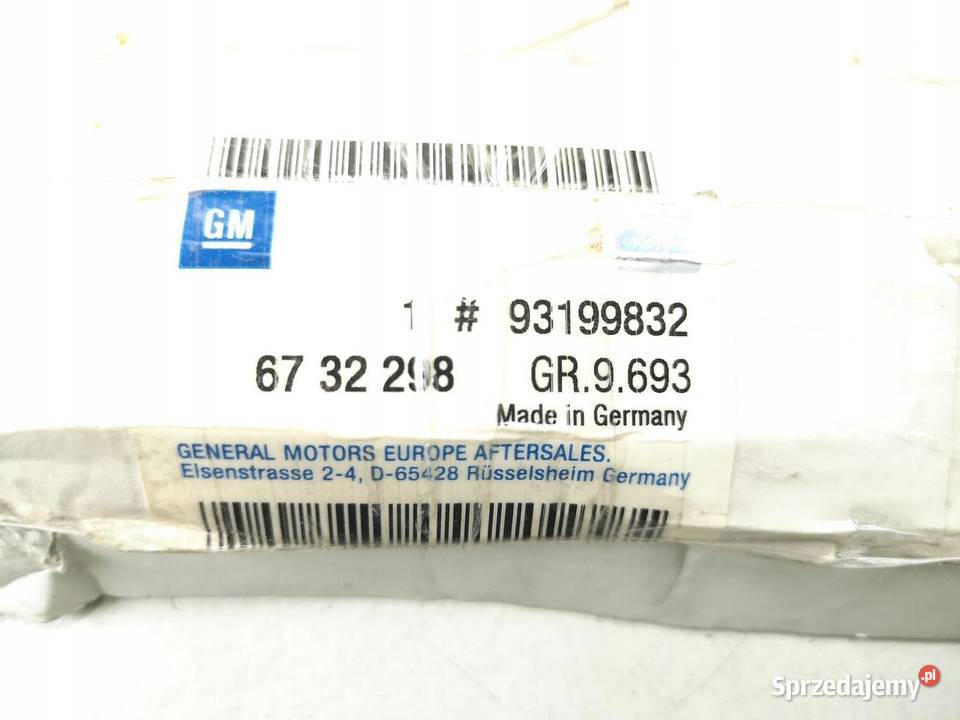 GM
1 # 93199832
67 32 298 GR.9.693
Made in Germany
GENERAL MOTORS EUROPE AFTERSALES.
Elsenstrasse 2-4, D-65428 Rüsselsheim Germany
Sprzedajemy.pl